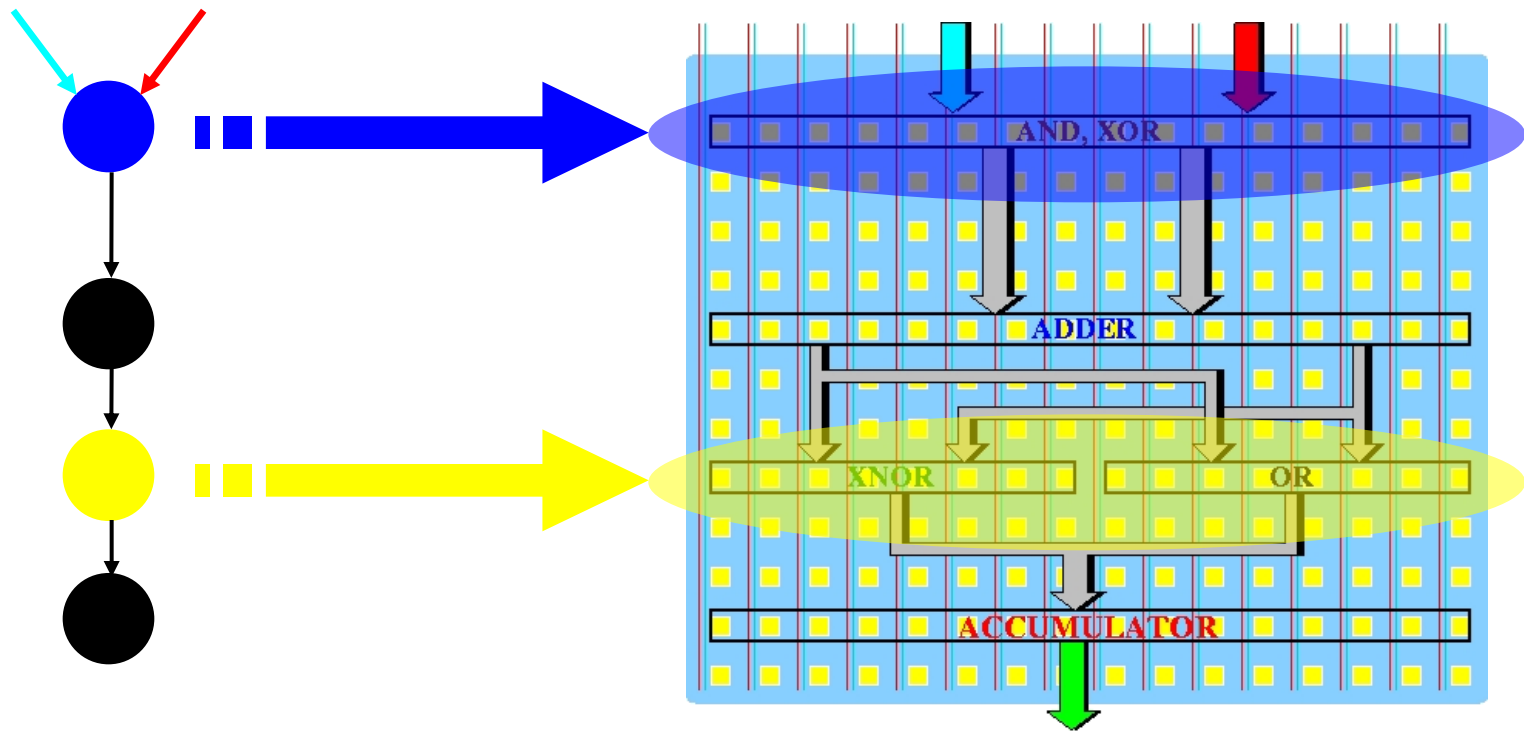 AND, XOR
ADDER
XNOR
OR
ACCUMULATOR